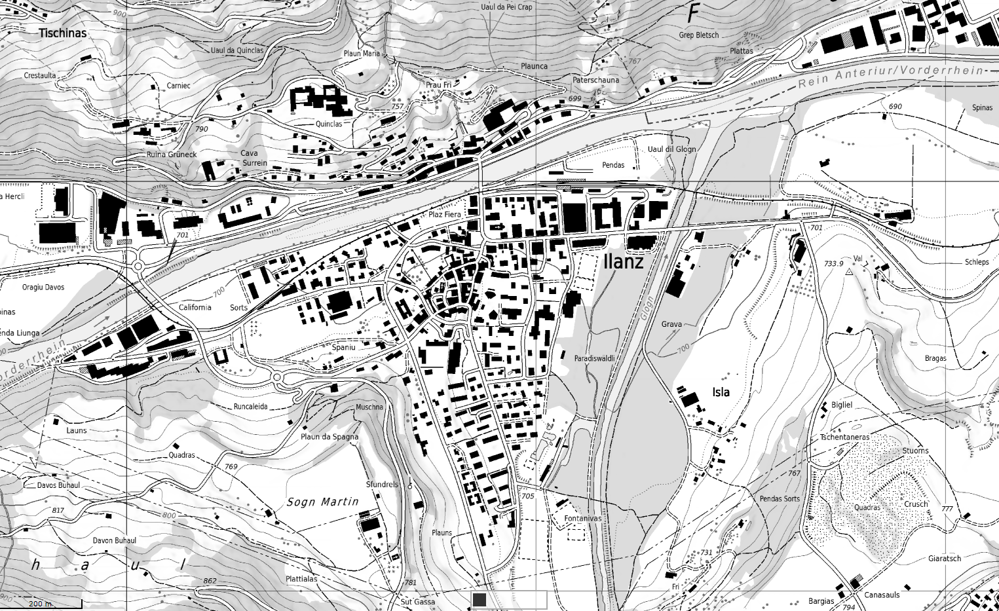 Uaul da Pei Crap
F
900
Tischinas
Grep Bletsch
Uaul da Quinclas
Plaun Maria
Plattas
767
Plaunca
Rein Anteriur/Vorderrhein
Crestaulta
Carniec
Prau Fri
Paterschauna
699
757
690
Spinas
Quinclas
790
Ruina Grüneck
Cava
Surrein
Uaul dil Glogn
Pendas
a Hercli
Plaz Fiera
701
701
Ilanz
733.9
Val
Schleps
Oragiu Davos
700
California
Sorts
Glogn
Grava
enda Liunga
orderrhein
Spaniu
700
Paradiswäldli
Bragas
Isla
Runcaleida
Muschna
Bigliel
Launs
Plaun da Spagna
Tschentaneras
Quadras
Stuorns
769
767
Davos Buhaul
Sfundrels
Sogn Martin
705
Pendas Sorts
Quadras
Crusch
777
817
800
Fontanivas
Davon Buhaul
Plauns
731
h a u l
Giaratsch
862
Plattialas
781
Fri
900
Sut Gassa
Canasauls
Bargias
794
200 m